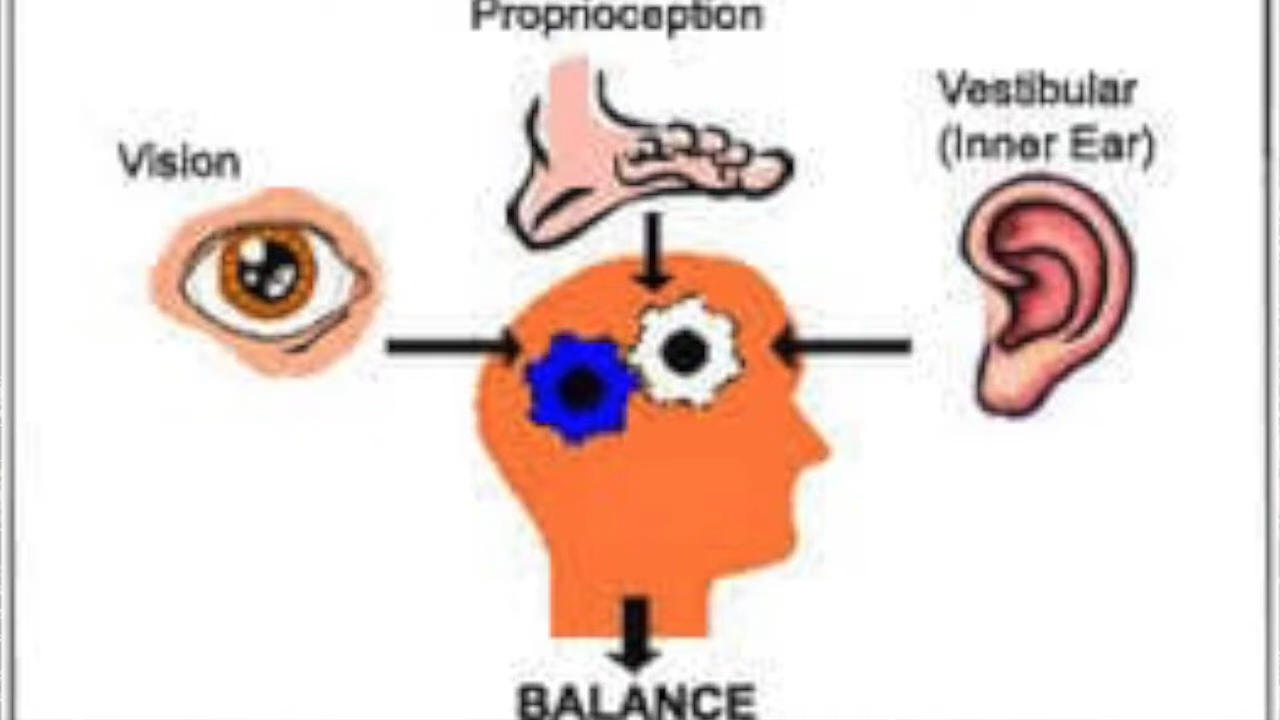 Proprioception
Vestibular
(Inner Ear)
Vision
BALANCE